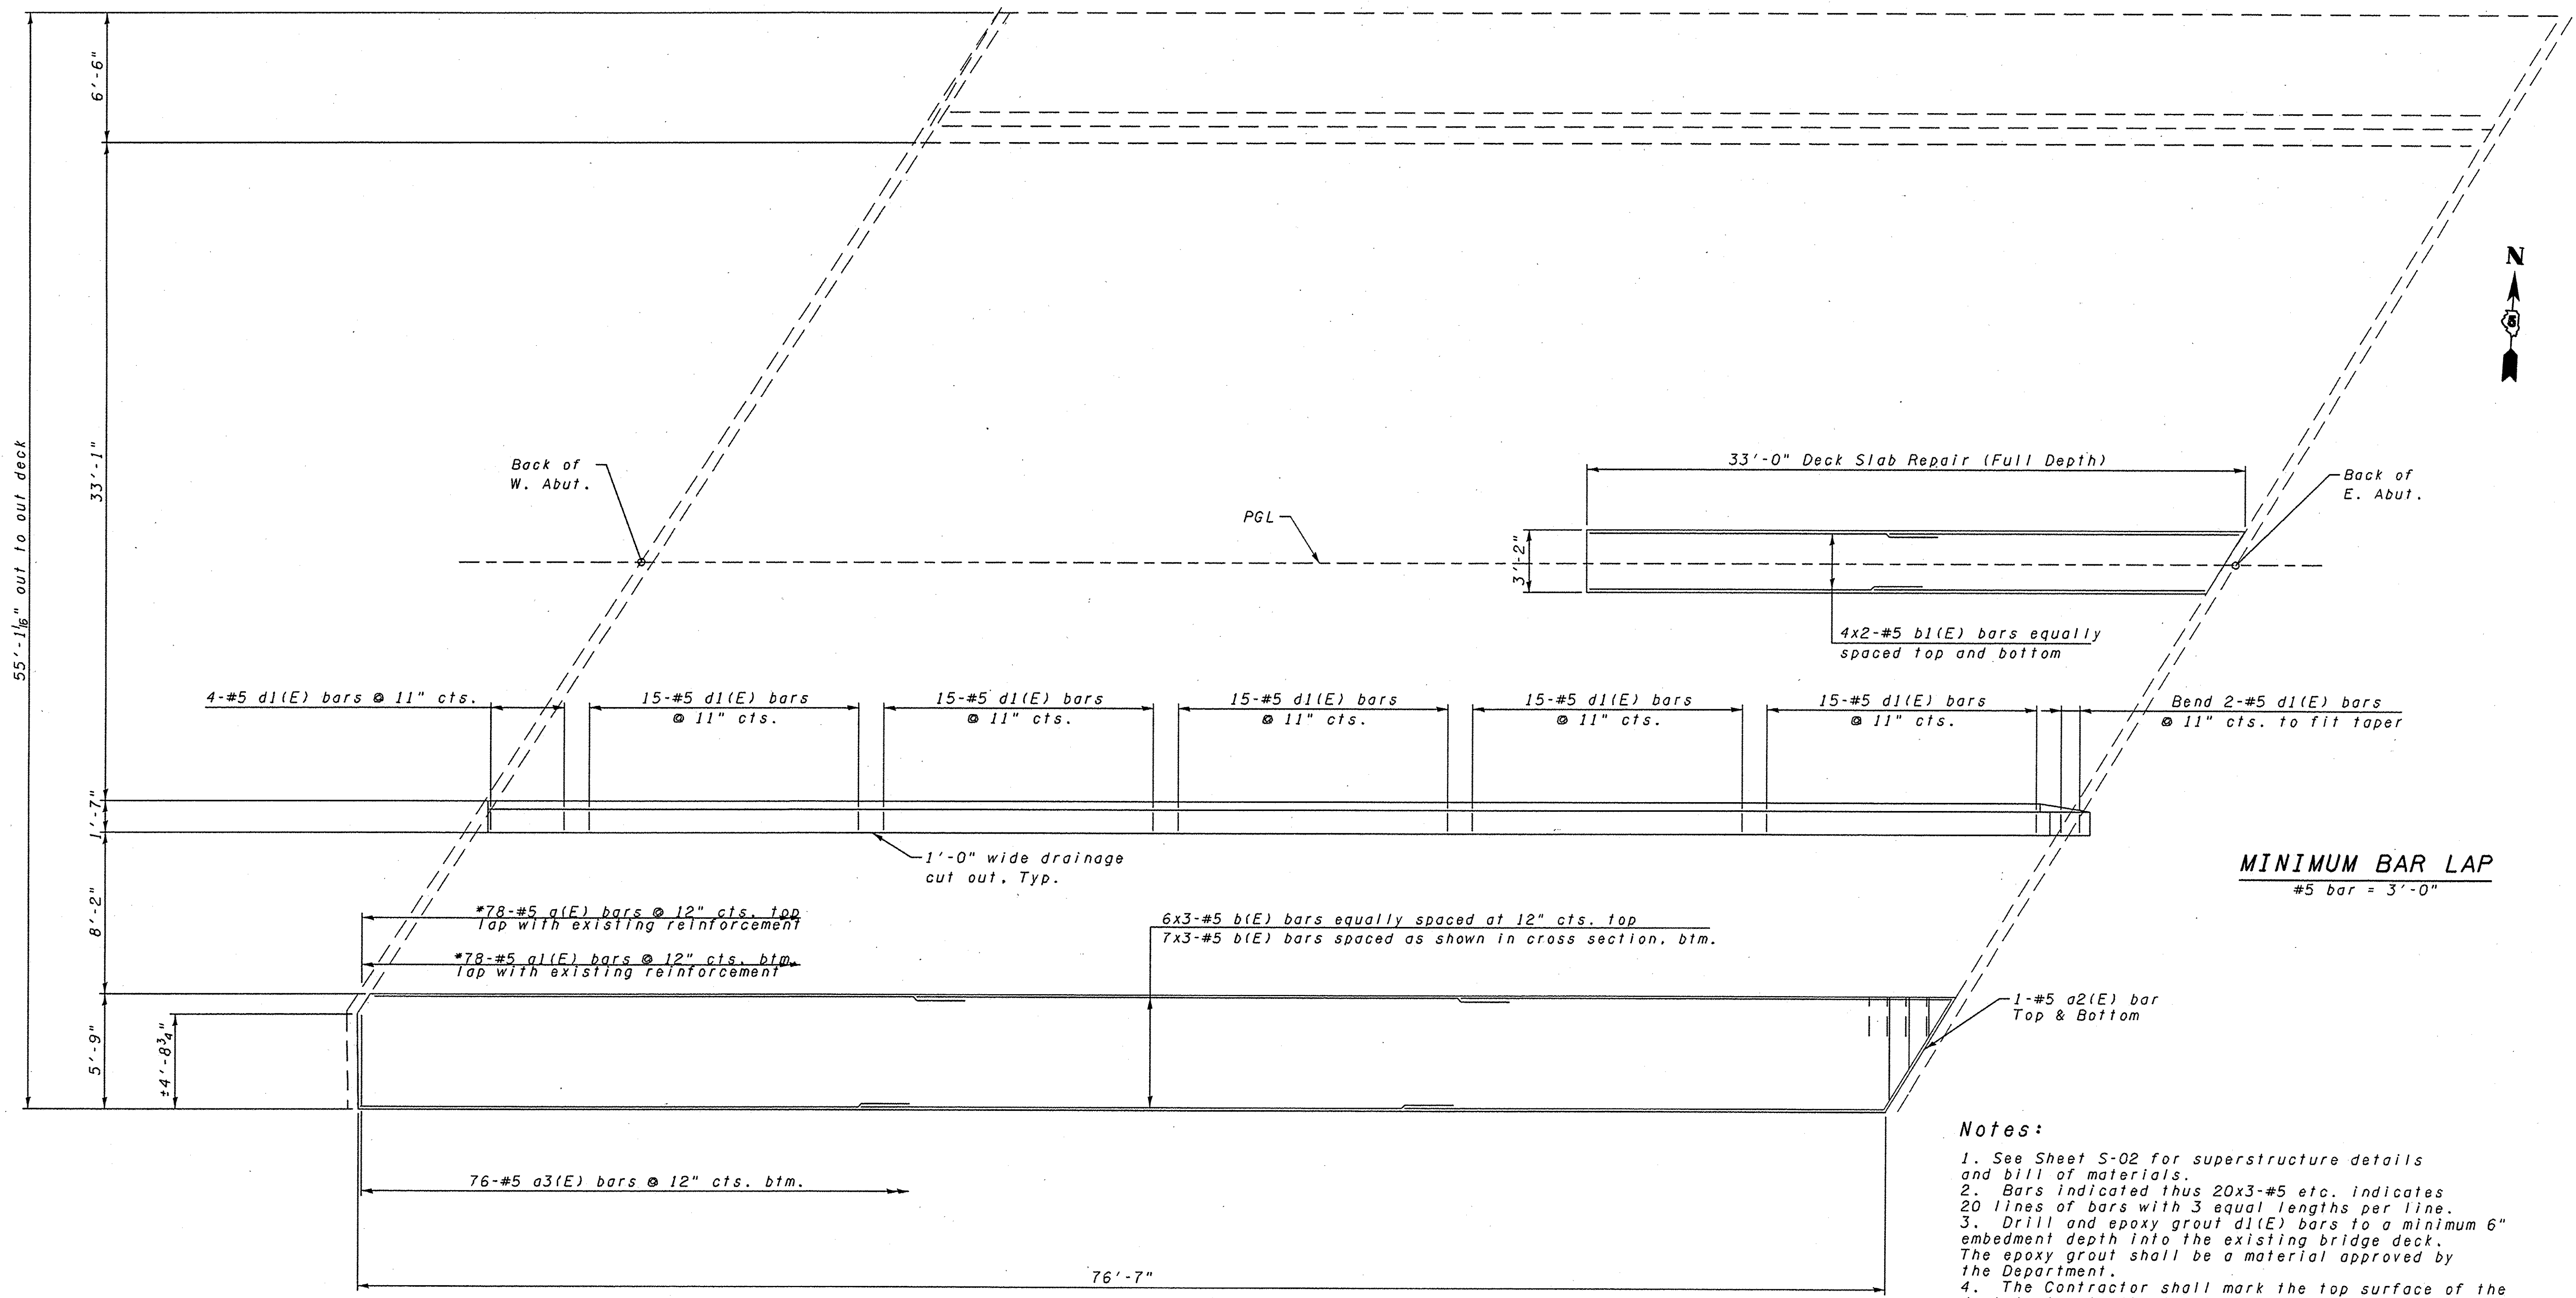 6'-6"
33'-1"
55'-1 1/16" out to out deck
Back of
W. Abut.
PGL
33'-0" Deck Slab Repair (Full Depth)
Back of
E. Abut.
N
5
3'-2"
4x2-#5 b1(E) bars equally
spaced top and bottom
4-#5 d1(E) bars @ 11" cts.
15-#5 d1(E) bars
@ 11" cts.
15-#5 d1(E) bars
@ 11" cts.
15-#5 d1(E) bars
@ 11" cts.
15-#5 d1(E) bars
@ 11" cts.
15-#5 d1(E) bars
@ 11" cts.
Bend 2-#5 d1(E) bars
@ 11" cts. to fit taper
1'-7"
1'-0" wide drainage
cut out, Typ.
MINIMUM BAR LAP
#5 bar = 3'-0"
8'-2"
*78-#5 a(E) bars @ 12" cts. top
lap with existing reinforcement
*78-#5 a1(E) bars @ 12" cts. btm.
lap with existing reinforcement
6x3-#5 b(E) bars equally spaced at 12" cts. top
7x3-#5 b(E) bars spaced as shown in cross section, btm.
1-#5 a2(E) bar
Top & Bottom
5'-9"
±4'-8 3/4"
76-#5 a3(E) bars @ 12" cts. btm.
76'-7"
Notes:
1. See Sheet S-02 for superstructure details
and bill of materials.
2. Bars indicated thus 20x3-#5 etc. indicates
20 lines of bars with 3 equal lengths per line.
3. Drill and epoxy grout d1(E) bars to a minimum 6"
embedment depth into the existing bridge deck.
The epoxy grout shall be a material approved by
the Department.
4. The Contractor shall mark the top surface of the